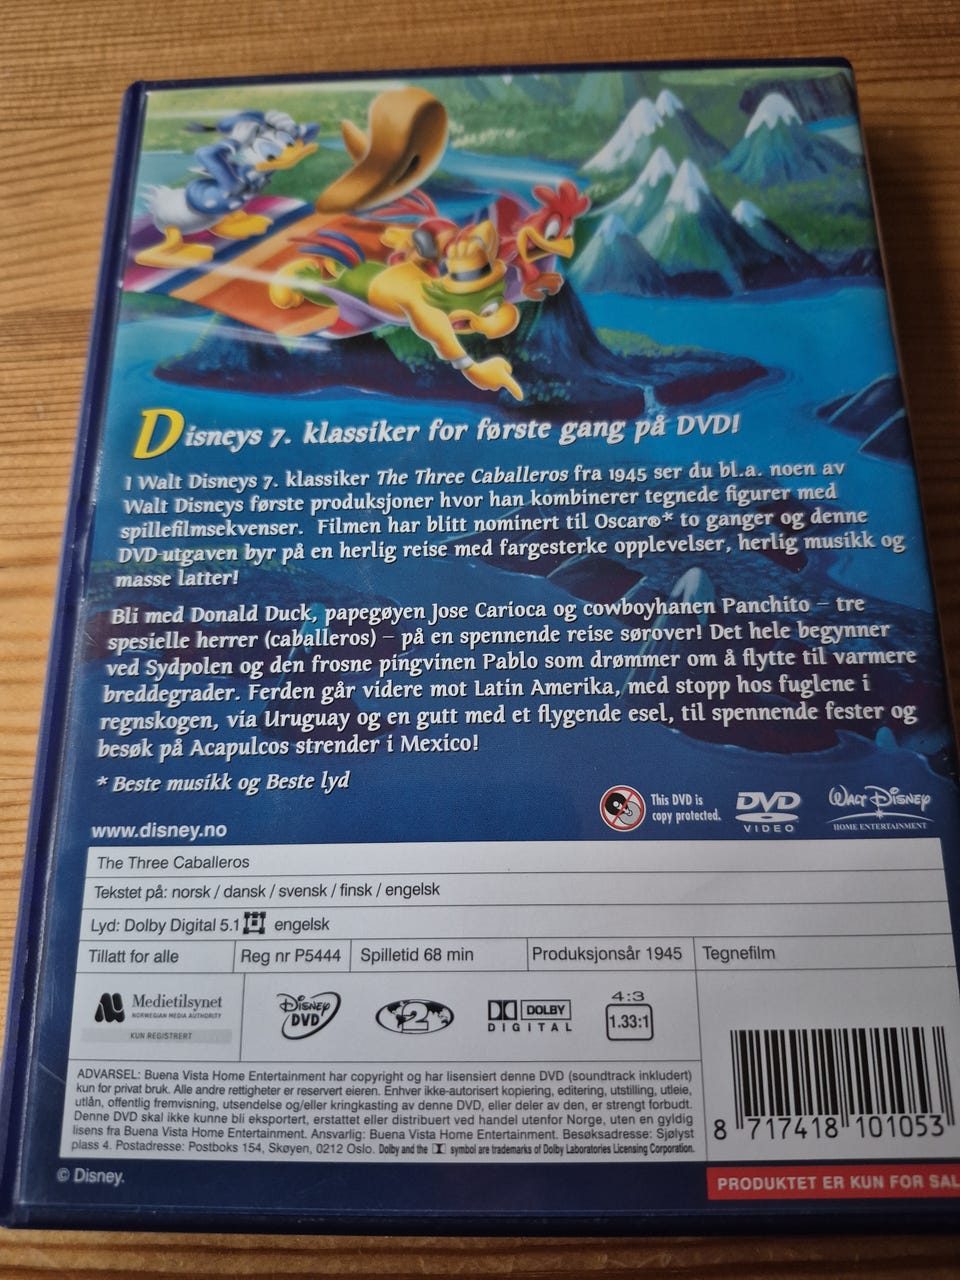 Disneys 7. klassiker for første gang på DVD!
I Walt Disneys 7. klassiker The Three Caballeros fra 1945 ser du bl.a. noen av
Walt Disneys første produksjoner hvor han kombinerer tegnede figurer med
spillefilmsekvenser. Filmen har blitt nominert til Oscar®* to ganger og denne
DVD-utgaven byr på en herlig reise med fargesterke opplevelser, herlig musikk og
masse latter!
Bli med Donald Duck, papegøyen Jose Carioca og cowboyhanen Panchito – tre
spesielle herrer (caballeros) – på en spennende reise sørover! Det hele begynner
ved Sydpolen og den frosne pingvinen Pablo som drømmer om å flytte til varmere
breddegrader. Ferden går videre mot Latin Amerika, med stopp hos fuglene i
regnskogen, via Uruguay og en gutt med et flygende esel, til spennende fester og
besøk på Acapulcos strender i Mexico!
* Beste musikk og Beste lyd
This DVD is
copy protected.
DVD
VIDEO
WALT DISNEY
HOME ENTERTAINMENT
www.disney.no
The Three Caballeros
Tekstet på: norsk / dansk / svensk / finsk / engelsk
Lyd: Dolby Digital 5.1 engelsk
Tillatt for alle
Reg nr P5444
Spilletid 68 min
Produksjonsår 1945
Tegnefilm
Medietilsynet
NORWEGIAN MEDIA AUTHORITY
KUN REGISTRERT
DISNEY
DVD
2
DOLBY
DIGITAL
4:3
1.33:1
ADVARSEL: Buena Vista Home Entertainment har copyright og har lisensiert denne DVD (soundtrack inkludert)
kun for privat bruk. Alle andre rettigheter er reservert eieren. Enhver ikke-autorisert kopiering, editering, utstilling, utleie,
utlån, offentlig fremvisning, utsendelse og/eller kringkasting av denne DVD, eller deler av den, er strengt forbudt.
Denne DVD skal ikke kunne bli eksportert, erstattet eller distribuert ved handel utenfor Norge, uten en gyldig
lisens fra Buena Vista Home Entertainment. Ansvarlig: Buena Vista Home Entertainment. Besøksadresse: Sjølyst
plass 4. Postadresse: Postboks 154, Skøyen, 0212 Oslo. Dolby and the symbol are trademarks of Dolby Laboratories Licensing Corporation.
8 717418 101053
© Disney.
PRODUKTET ER KUN FOR SAL